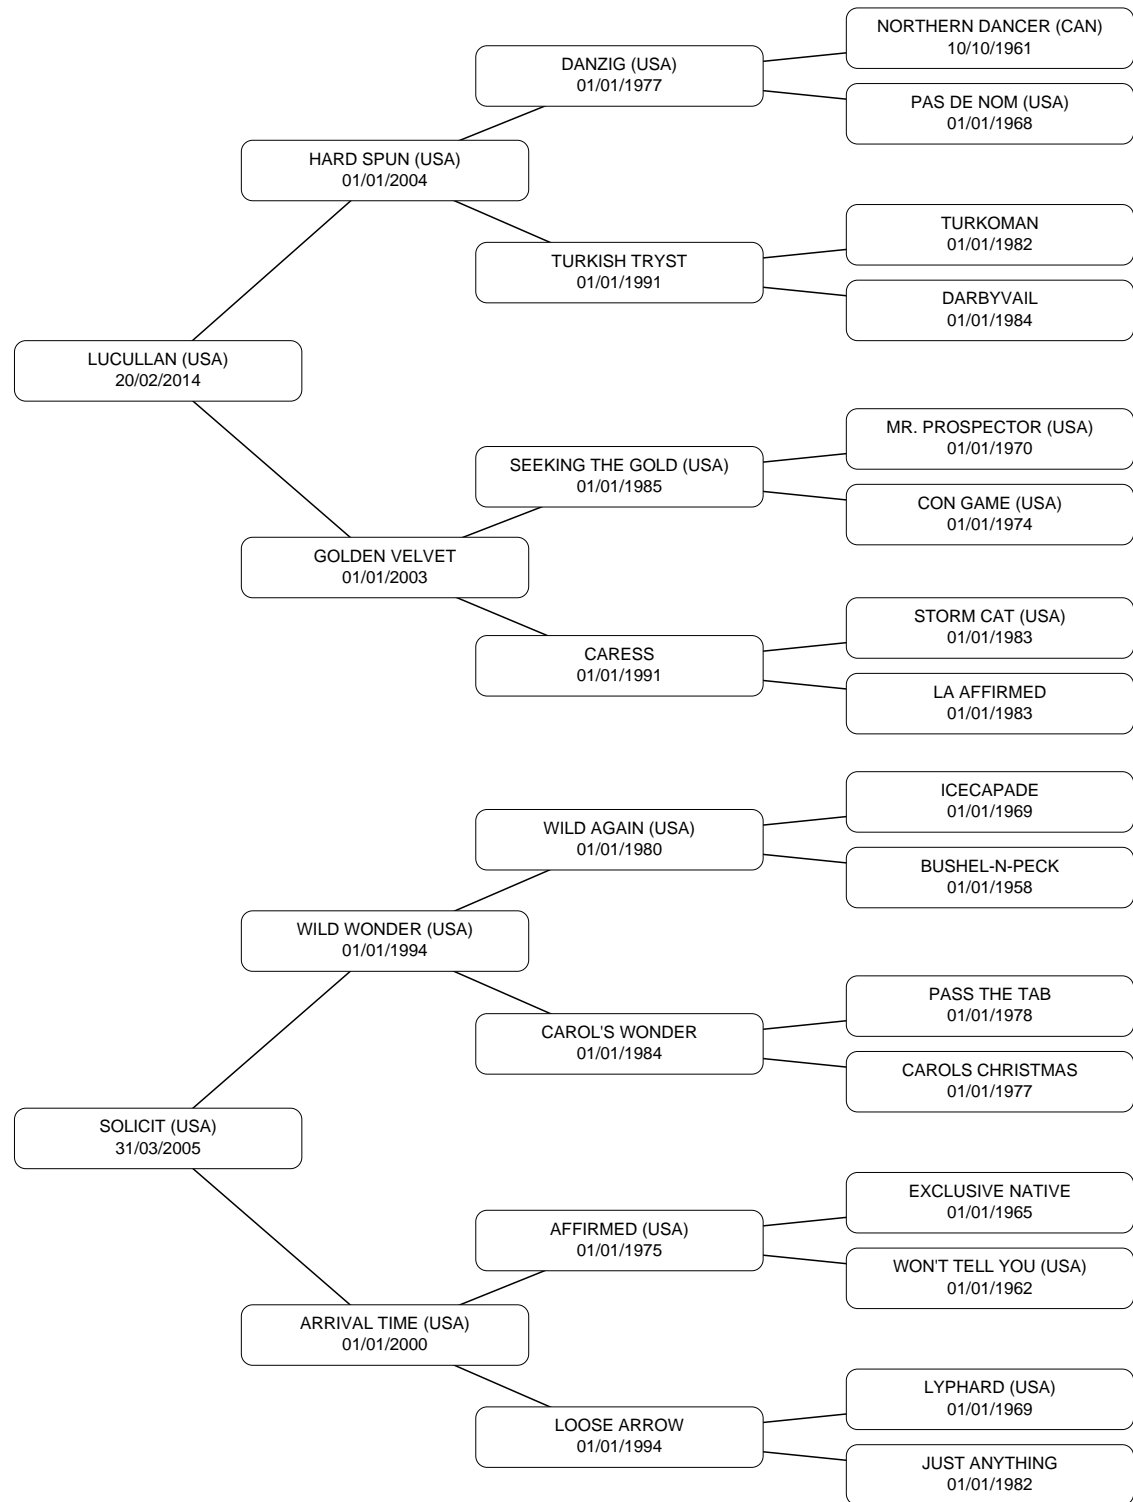 NORTHERN DANCER (CAN)
10/10/1961
DANZIG (USA)
01/01/1977
PAS DE NOM (USA)
01/01/1968
HARD SPUN (USA)
01/01/2004
TURKOMAN
01/01/1982
TURKISH TRYST
01/01/1991
DARBYVAIL
01/01/1984
LUCULLAN (USA)
20/02/2014
MR. PROSPECTOR (USA)
01/01/1970
SEEKING THE GOLD (USA)
01/01/1985
CON GAME (USA)
01/01/1974
GOLDEN VELVET
01/01/2003
STORM CAT (USA)
01/01/1983
CARESS
01/01/1991
LA AFFIRMED
01/01/1983
ICECAPADE
01/01/1969
WILD AGAIN (USA)
01/01/1980
BUSHEL-N-PECK
01/01/1958
WILD WONDER (USA)
01/01/1994
PASS THE TAB
01/01/1978
CAROL'S WONDER
01/01/1984
CAROLS CHRISTMAS
01/01/1977
SOLICIT (USA)
31/03/2005
EXCLUSIVE NATIVE
01/01/1965
AFFIRMED (USA)
01/01/1975
WON'T TELL YOU (USA)
01/01/1962
ARRIVAL TIME (USA)
01/01/2000
LYPHARD (USA)
01/01/1969
LOOSE ARROW
01/01/1994
JUST ANYTHING
01/01/1982